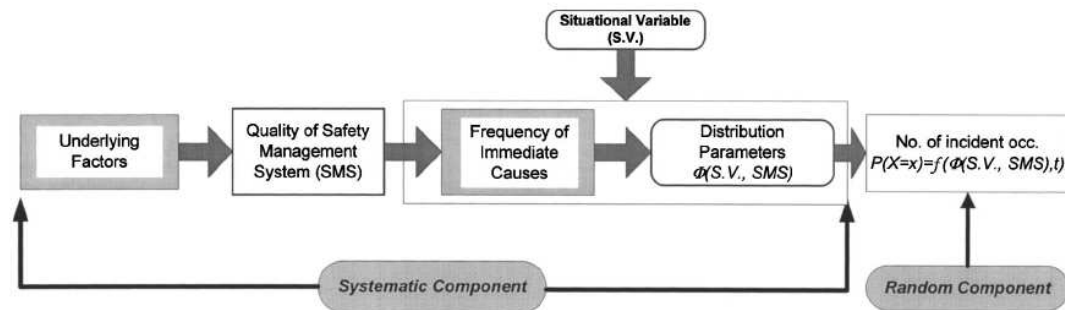 Situational Variable
(S.V.)
Underlying
Factors
Quality of Safety
Management
System (SMS)
Frequency of
Immediate
Causes
Distribution
Parameters
Φ(S.V., SMS)
No. of incident occ.
P(X=x)=f(Φ(S.V., SMS),t)
Systematic Component
Random Component